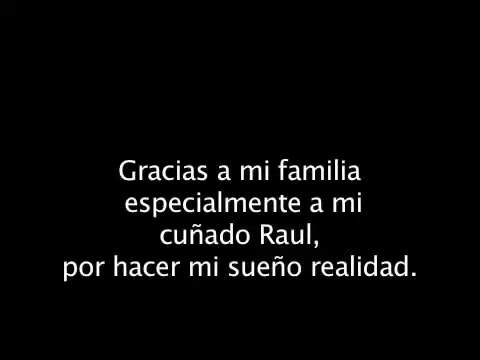 Gracias a mi familia
especialmente a mi
cuñado Raul,
por hacer mi sueño realidad.